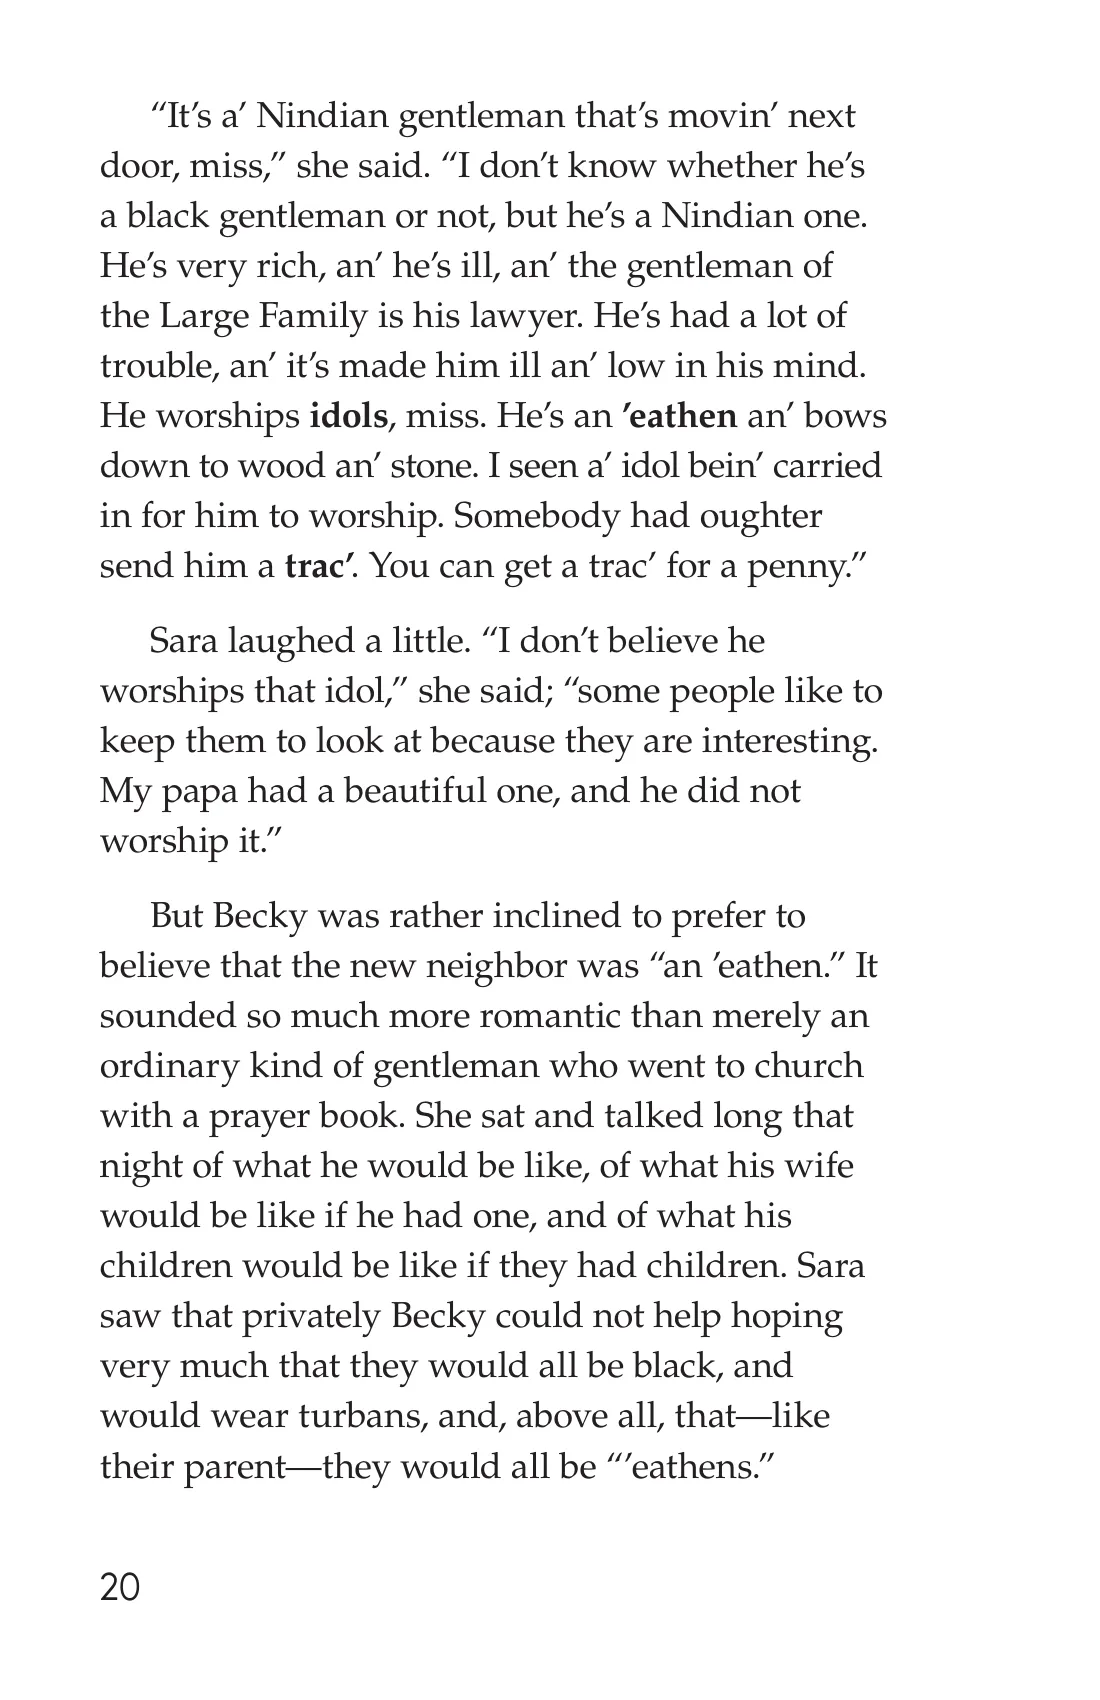 “It’s a’ Nindian gentleman that’s movin’ next
door, miss,” she said. “I don’t know whether he’s
a black gentleman or not, but he’s a Nindian one.
He’s very rich, an’ he’s ill, an’ the gentleman of
the Large Family is his lawyer. He’s had a lot of
trouble, an’ it’s made him ill an’ low in his mind.
He worships idols, miss. He’s an ’eathen an’ bows
down to wood an’ stone. I seen a’ idol bein’ carried
in for him to worship. Somebody had oughter
send him a trac’. You can get a trac’ for a penny.”
Sara laughed a little. “I don’t believe he
worships that idol,” she said; “some people like to
keep them to look at because they are interesting.
My papa had a beautiful one, and he did not
worship it.”
But Becky was rather inclined to prefer to
believe that the new neighbor was “an ’eathen.” It
sounded so much more romantic than merely an
ordinary kind of gentleman who went to church
with a prayer book. She sat and talked long that
night of what he would be like, of what his wife
would be like if he had one, and of what his
children would be like if they had children. Sara
saw that privately Becky could not help hoping
very much that they would all be black, and
would wear turbans, and, above all, that—like
their parent—they would all be “’eathens.”
20